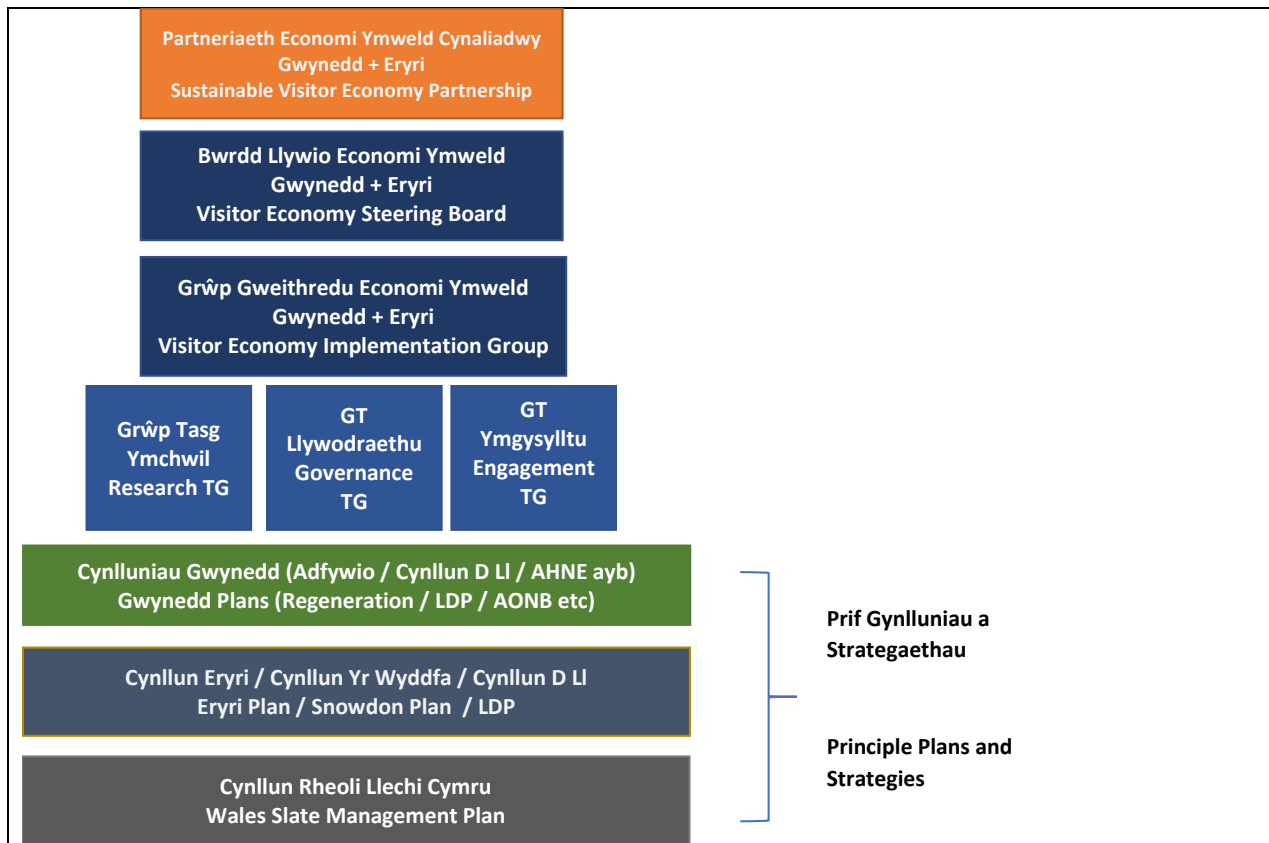 Partneriaeth Economi Ymweld Cynaliadwy
Gwynedd + Eryri
Sustainable Visitor Economy Partnership
Bwrdd Llywio Economi Ymweld
Gwynedd + Eryri
Visitor Economy Steering Board
Grŵp Gweithredu Economi Ymweld
Gwynedd + Eryri
Visitor Economy Implementation Group
Grŵp Tasg
Ymchwil
Research TG
GT
Llywodraethu
Governance
TG
GT
Ymgysylltu
Engagement
TG
Cynlluniau Gwynedd (Adfywio / Cynllun D Ll / AHNE ayb)
Gwynedd Plans (Regeneration / LDP / AONB etc)
Cynllun Eryri / Cynllun Yr Wyddfa / Cynllun D Ll
Eryri Plan / Snowdon Plan / LDP
Cynllun Rheoli Llechi Cymru
Wales Slate Management Plan
Prif Gynlluniau a
Strategaethau
Principle Plans and
Strategies